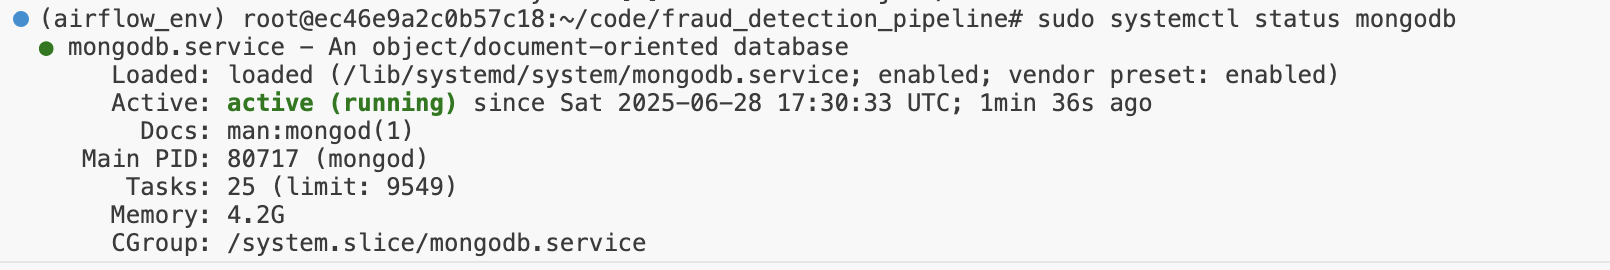 (airflow_env) root@ec46e9a2c0b57c18:~/code/fraud_detection_pipeline# sudo systemctl status mongodb
● mongodb.service - An object/document-oriented database
Loaded: loaded (/lib/systemd/system/mongodb.service; enabled; vendor preset: enabled)
Active: active (running) since Sat 2025-06-28 17:30:33 UTC; 1min 36s ago
Docs: man:mongod(1)
Main PID: 80717 (mongod)
Tasks: 25 (limit: 9549)
Memory: 4.2G
CGroup: /system.slice/mongodb.service